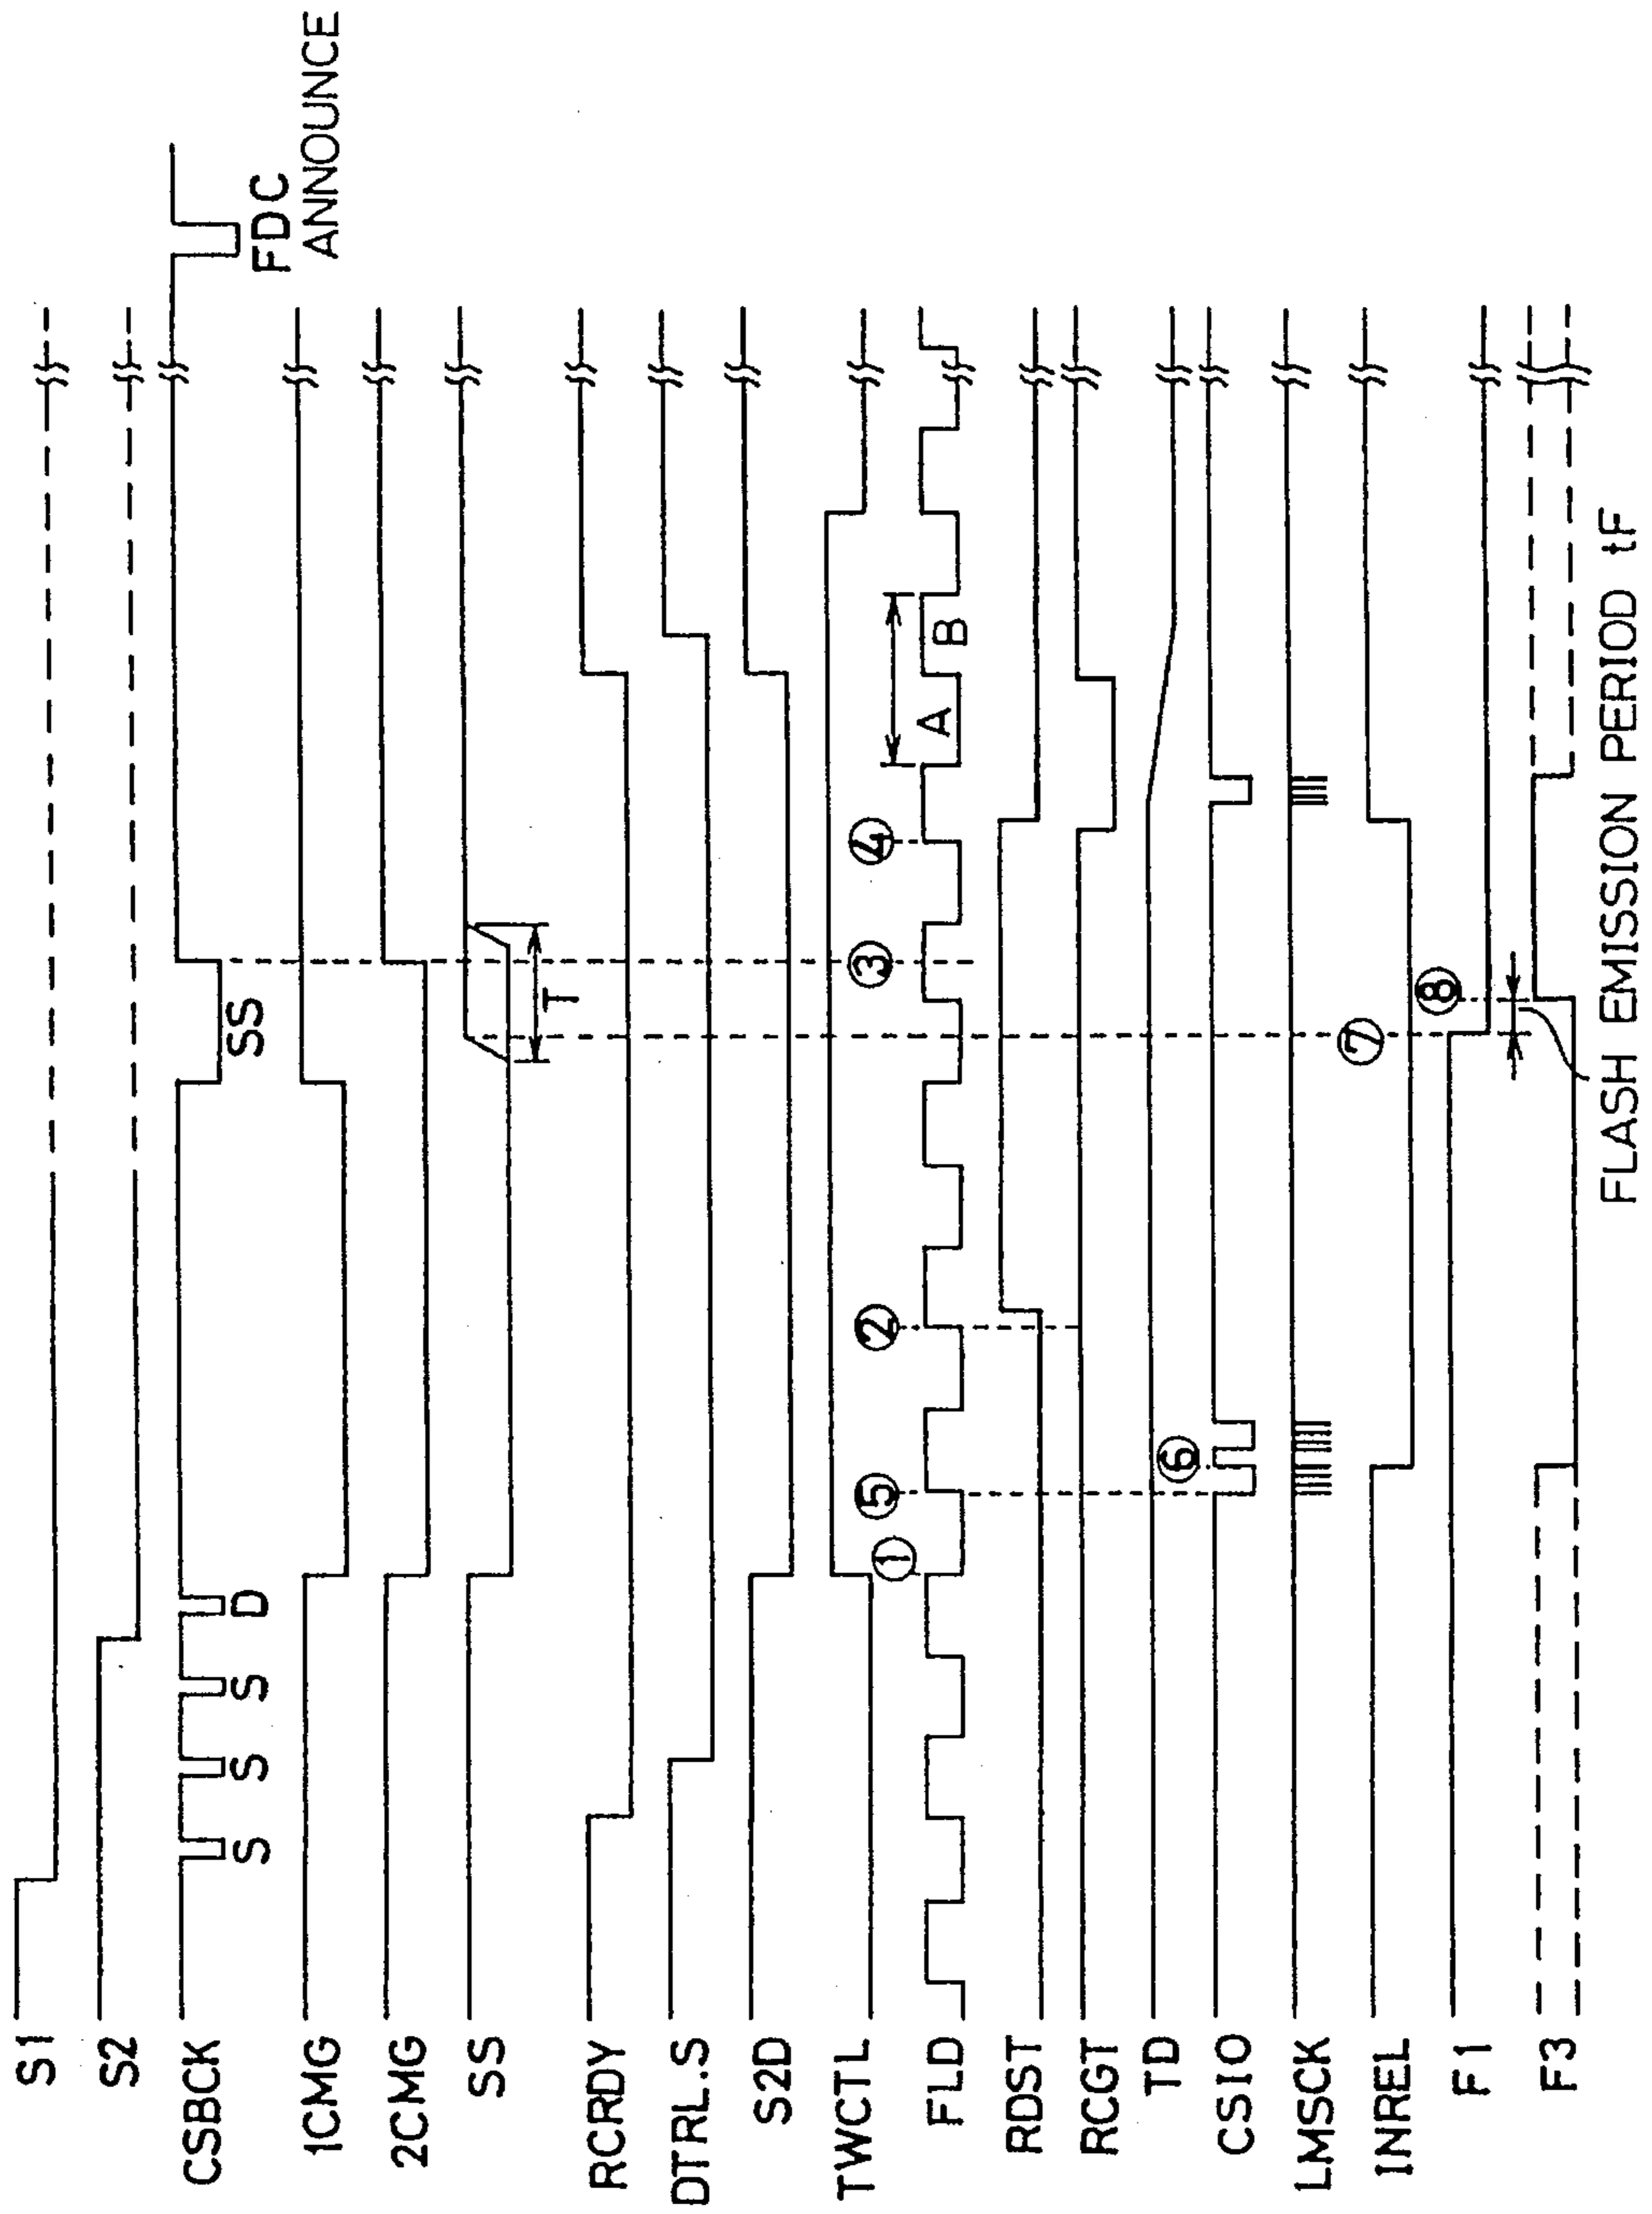 S1
S2
CSBCK
S S S D SS FDC ANNOUNCE
1CMG
2CMG
SS
T
RCRDY
DTRL.S
S2D
TWCTL
① ⑤ ② ③ ④
FLD
A B
RDST
RCGT
TD
⑥
CSIO
LMSCK
INREL
⑦ ⑧
F1
F3
FLASH EMISSION PERIOD tF